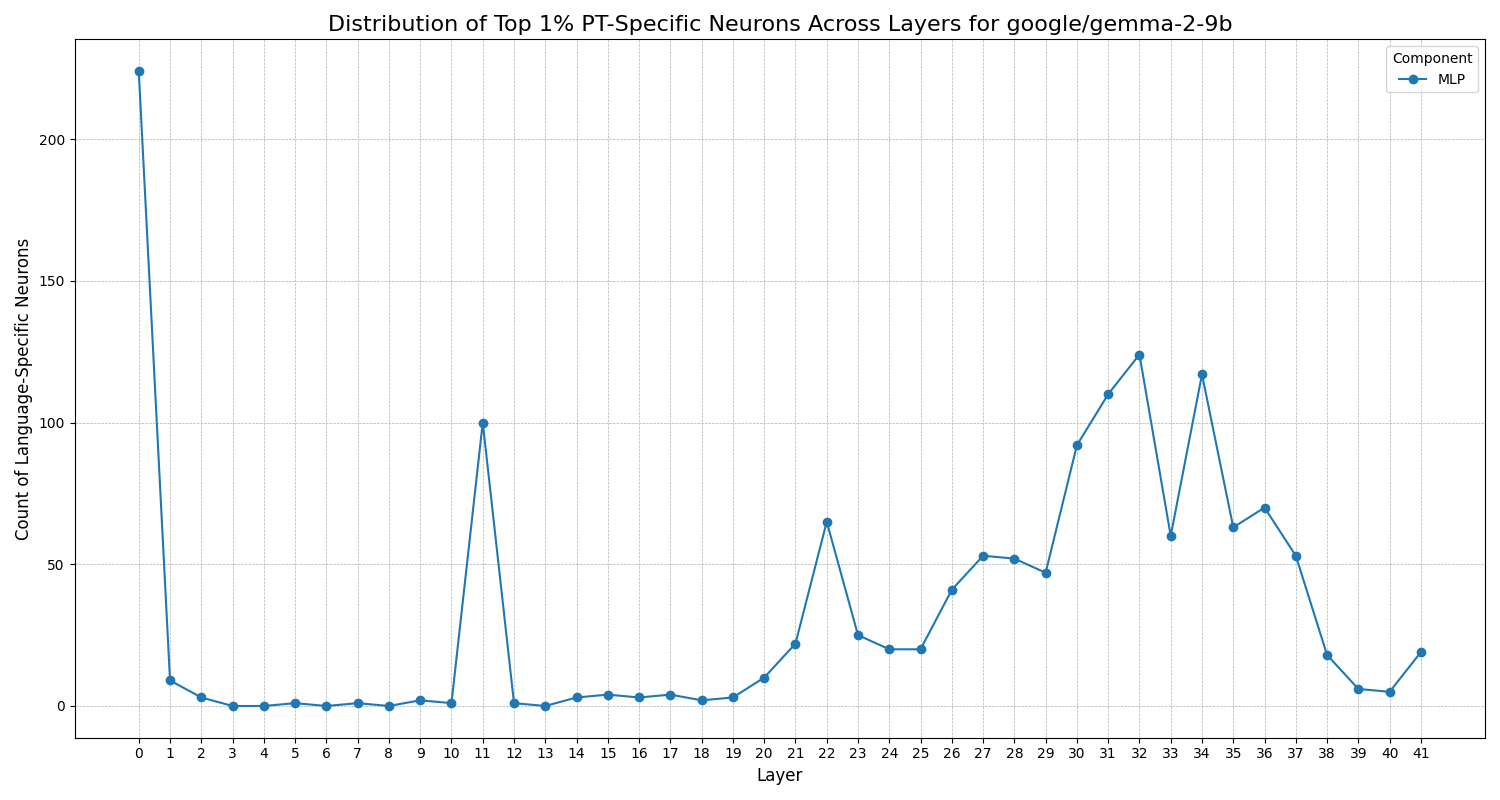 Distribution of Top 1% PT-Specific Neurons Across Layers for google/gemma-2-9b
Component
MLP
Count of Language-Specific Neurons
200
150
100
50
0
0 1 2 3 4 5 6 7 8 9 10 11 12 13 14 15 16 17 18 19 20 21 22 23 24 25 26 27 28 29 30 31 32 33 34 35 36 37 38 39 40 41
Layer